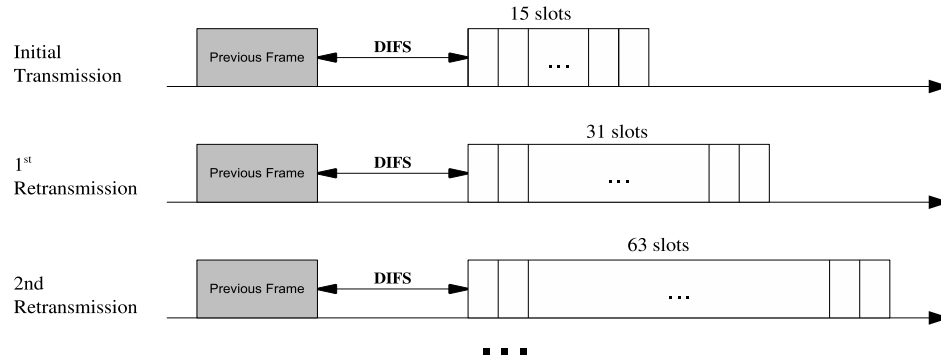 15 slots
Initial
Transmission
Previous Frame
DIFS
...
31 slots
1st
Retransmission
Previous Frame
DIFS
...
63 slots
2nd
Retransmission
Previous Frame
DIFS
...
...